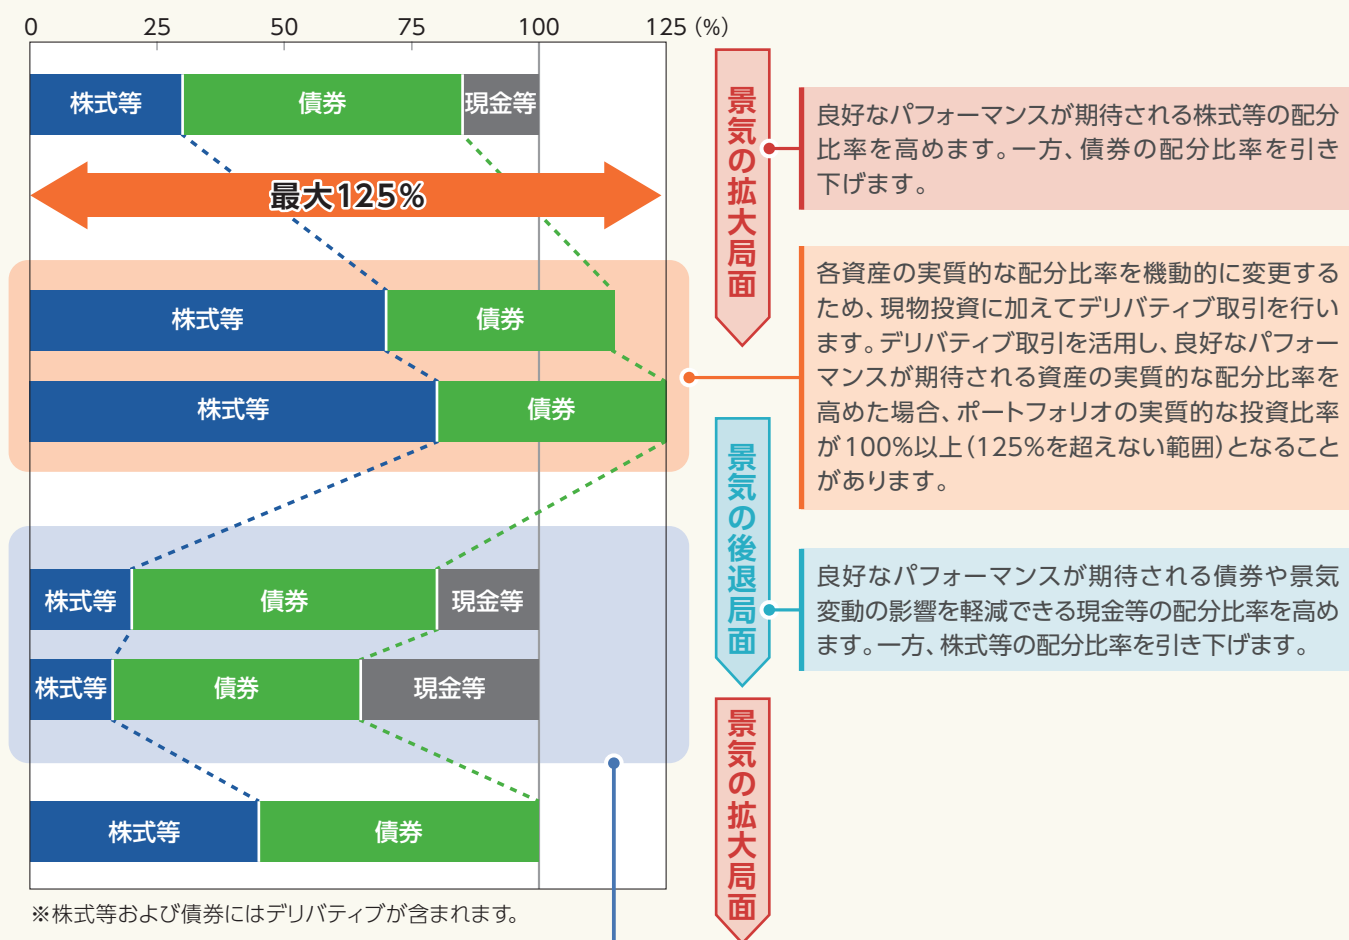 0 25 50 75 100 125 (%)
株式等 債券 現金等
最大125%
株式等 債券
株式等 債券
株式等 債券 現金等
株式等 債券 現金等
株式等 債券
※株式等および債券にはデリバティブが含まれます。
景気の拡大局面
良好なパフォーマンスが期待される株式等の配分
比率を高めます。一方、債券の配分比率を引き
下げます。
各資産の実質的な配分比率を機動的に変更する
ため、現物投資に加えてデリバティブ取引を行い
ます。デリバティブ取引を活用し、良好なパフォー
マンスが期待される資産の実質的な配分比率を
高めた場合、ポートフォリオの実質的な投資比率
が100%以上(125%を超えない範囲)となること
があります。
景気の後退局面
良好なパフォーマンスが期待される債券や景気
変動の影響を軽減できる現金等の配分比率を高め
ます。一方、株式等の配分比率を引き下げます。
景気の拡大局面